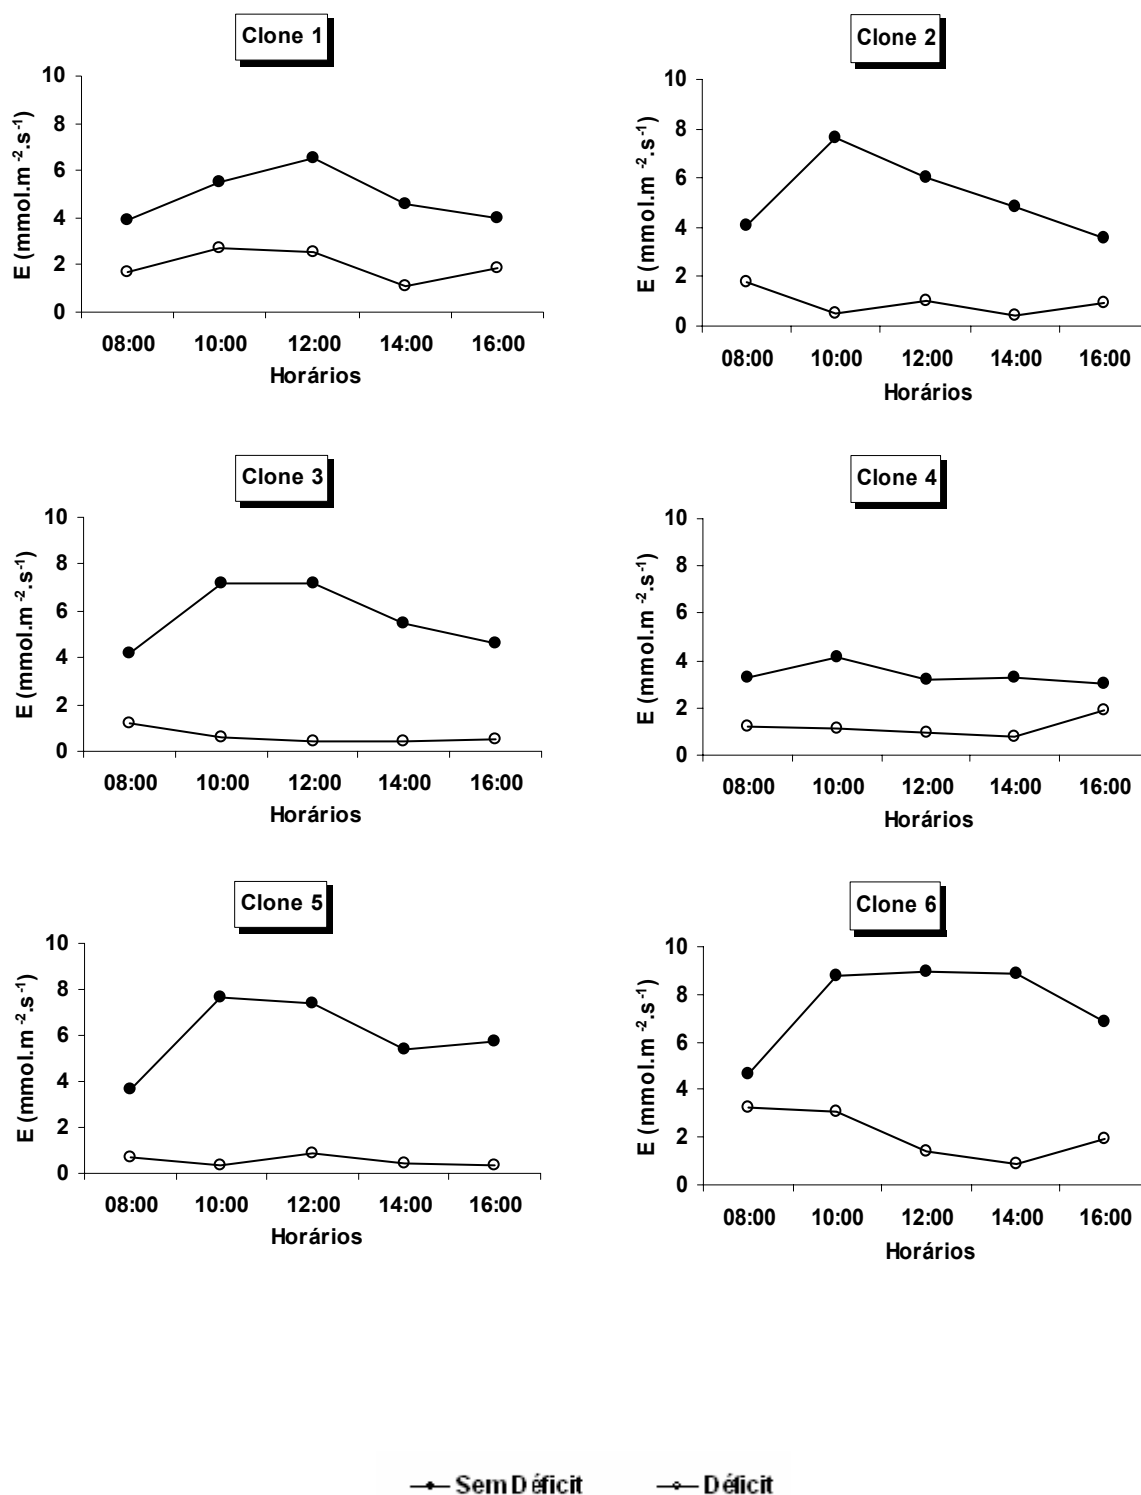 Clone 1
10
8
6
4
2
0
E (mmol.m⁻².s⁻¹)
08:00 10:00 12:00 14:00 16:00
Horários
Clone 2
10
8
6
4
2
0
E (mmol.m⁻².s⁻¹)
08:00 10:00 12:00 14:00 16:00
Horários
Clone 3
10
8
6
4
2
0
E (mmol.m⁻².s⁻¹)
08:00 10:00 12:00 14:00 16:00
Horários
Clone 4
10
8
6
4
2
0
E (mmol.m⁻².s⁻¹)
08:00 10:00 12:00 14:00 16:00
Horários
Clone 5
10
8
6
4
2
0
E (mmol.m⁻².s⁻¹)
08:00 10:00 12:00 14:00 16:00
Horários
Clone 6
10
8
6
4
2
0
E (mmol.m⁻².s⁻¹)
08:00 10:00 12:00 14:00 16:00
Horários
Sem Déficit Déficit